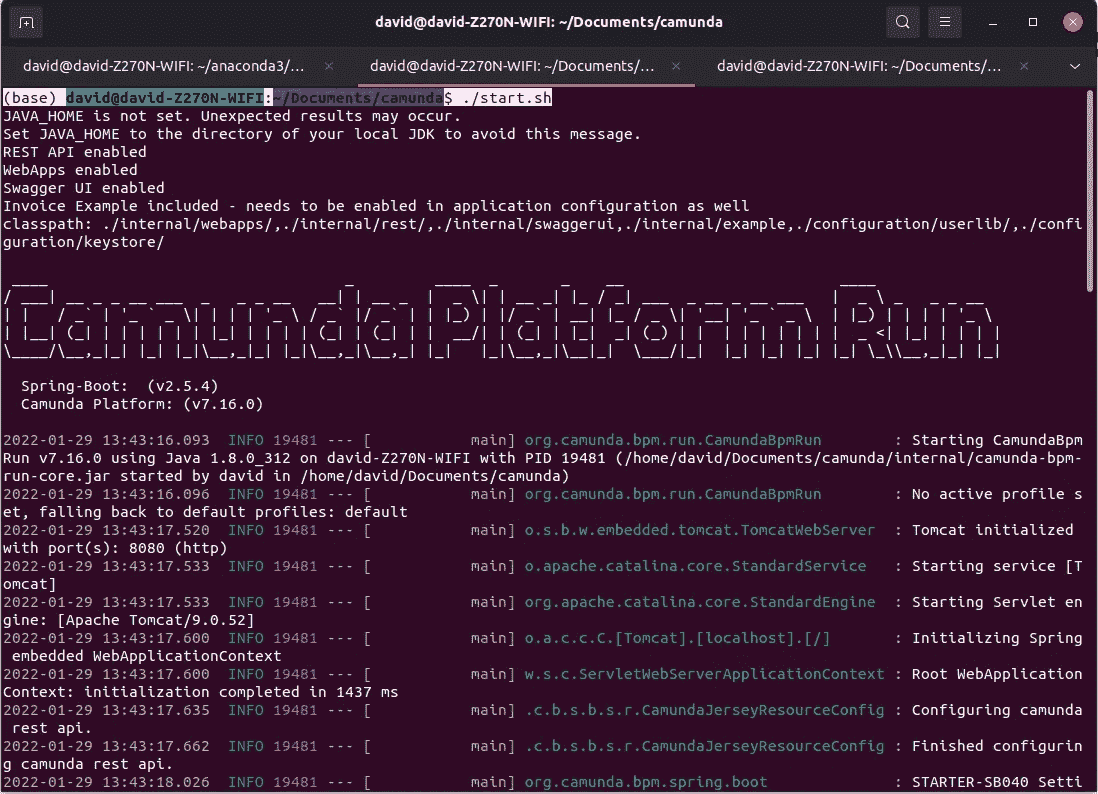 david@david-Z270N-WIFI: ~/Documents/camunda
david@david-Z270N-WIFI: ~/anaconda3/...
david@david-Z270N-WIFI: ~/Documents/...
david@david-Z270N-WIFI: ~/Documents/...
(base) david@david-Z270N-WIFI:~/Documents/camunda$ ./start.sh
JAVA_HOME is not set. Unexpected results may occur.
Set JAVA_HOME to the directory of your local JDK to avoid this message.
REST API enabled
WebApps enabled
Swagger UI enabled
Invoice Example included - needs to be enabled in application configuration as well
classpath: ./internal/webapps/,./internal/rest/,./internal/swaggerui,./internal/example,./configuration/userlib/,./confi
guration/keystore/
Camunda Platform Run
Spring-Boot:  (v2.5.4)
Camunda Platform: (v7.16.0)
2022-01-29 13:43:16.093  INFO 19481 --- [           main] org.camunda.bpm.run.CamundaBpmRun        : Starting CamundaBpm
Run v7.16.0 using Java 1.8.0_312 on david-Z270N-WIFI with PID 19481 (/home/david/Documents/camunda/internal/camunda-bpm-
run-core.jar started by david in /home/david/Documents/camunda)
2022-01-29 13:43:16.096  INFO 19481 --- [           main] org.camunda.bpm.run.CamundaBpmRun        : No active profile s
et, falling back to default profiles: default
2022-01-29 13:43:17.520  INFO 19481 --- [           main] o.s.b.w.embedded.tomcat.TomcatWebServer  : Tomcat initialized
with port(s): 8080 (http)
2022-01-29 13:43:17.533  INFO 19481 --- [           main] o.apache.catalina.core.StandardService   : Starting service [T
omcat]
2022-01-29 13:43:17.533  INFO 19481 --- [           main] org.apache.catalina.core.StandardEngine  : Starting Servlet en
gine: [Apache Tomcat/9.0.52]
2022-01-29 13:43:17.600  INFO 19481 --- [           main] o.a.c.c.C.[Tomcat].[localhost].[/]       : Initializing Spring
 embedded WebApplicationContext
2022-01-29 13:43:17.600  INFO 19481 --- [           main] w.s.c.ServletWebServerApplicationContext : Root WebApplication
Context: initialization completed in 1437 ms
2022-01-29 13:43:17.635  INFO 19481 --- [           main] .c.b.s.b.s.r.CamundaJerseyResourceConfig : Configuring camunda
 rest api.
2022-01-29 13:43:17.662  INFO 19481 --- [           main] .c.b.s.b.s.r.CamundaJerseyResourceConfig : Finished configurin
g camunda rest api.
2022-01-29 13:43:18.026  INFO 19481 --- [           main] org.camunda.bpm.spring.boot              : STARTER-SB040 Setti